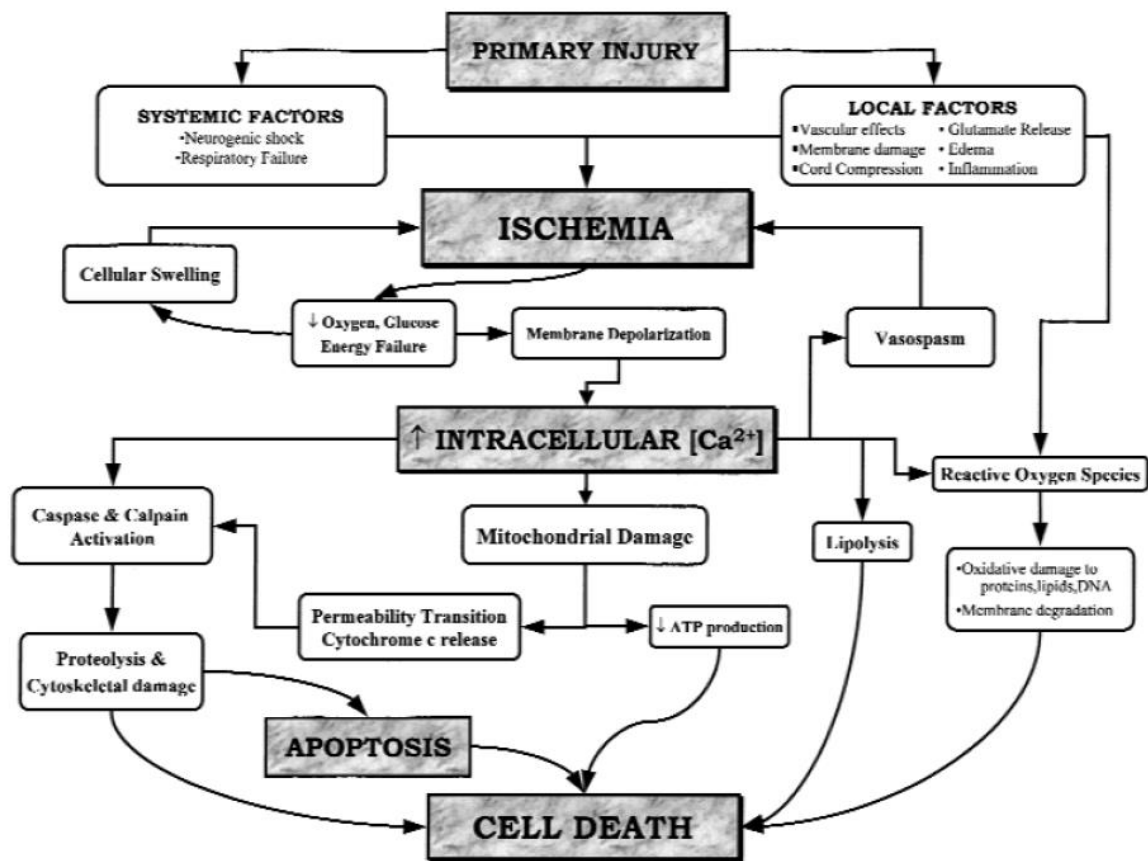 PRIMARY INJURY
SYSTEMIC FACTORS
•Neurogenic shock
•Respiratory Failure
LOCAL FACTORS
▪Vascular effects • Glutamate Release
▪Membrane damage • Edema
▪Cord Compression • Inflammation
ISCHEMIA
Cellular Swelling
↓ Oxygen, Glucose
Energy Failure
Membrane Depolarization
Vasospasm
↑ INTRACELLULAR [Ca²⁺]
Reactive Oxygen Species
Caspase & Calpain
Activation
Mitochondrial Damage
Lipolysis
•Oxidative damage to
proteins,lipids,DNA
•Membrane degradation
Permeability Transition
Cytochrome c release
↓ ATP production
Proteolysis &
Cytoskeletal damage
APOPTOSIS
CELL DEATH